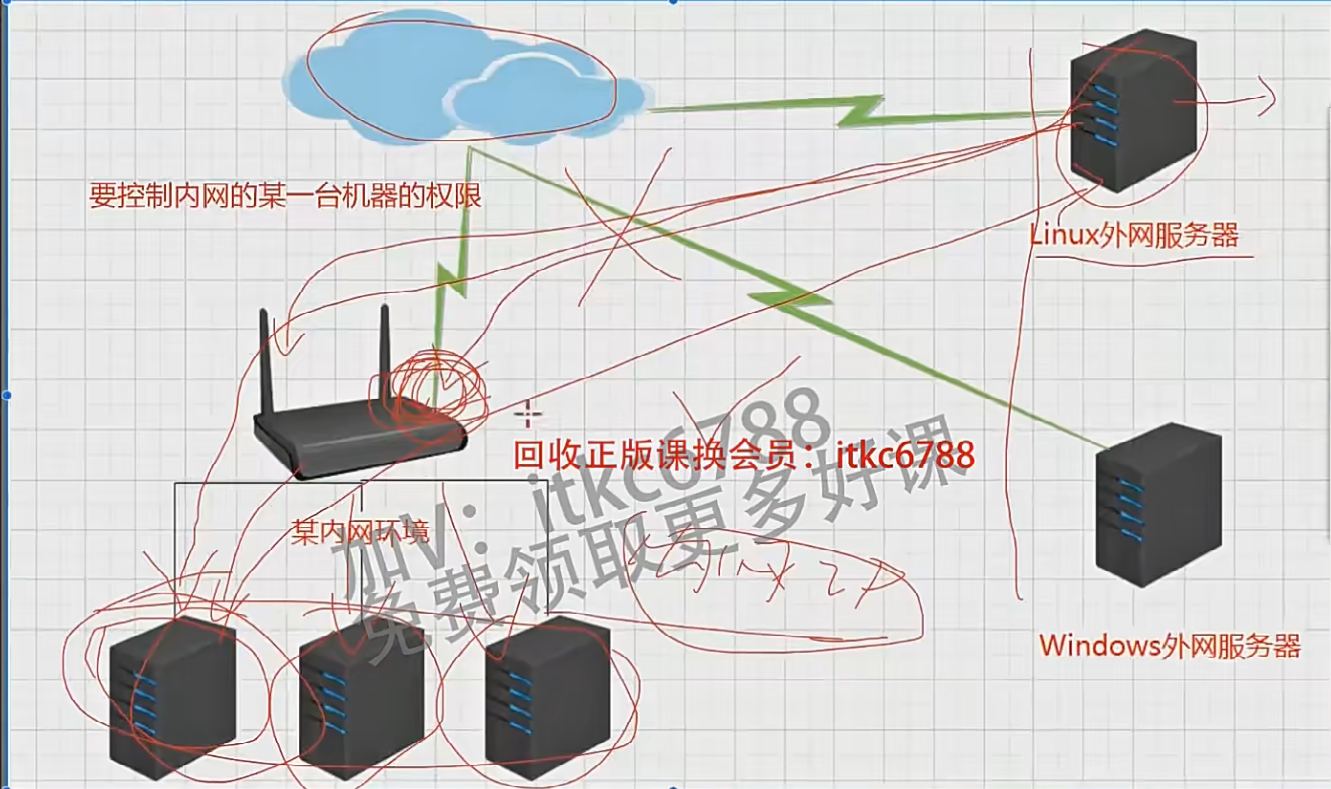 要控制内网的某一台机器的权限
Linux外网服务器
回收正版课换会员：itkc6788
加V：itkc6788
免费领取更多好课
某内网环境
Windows外网服务器